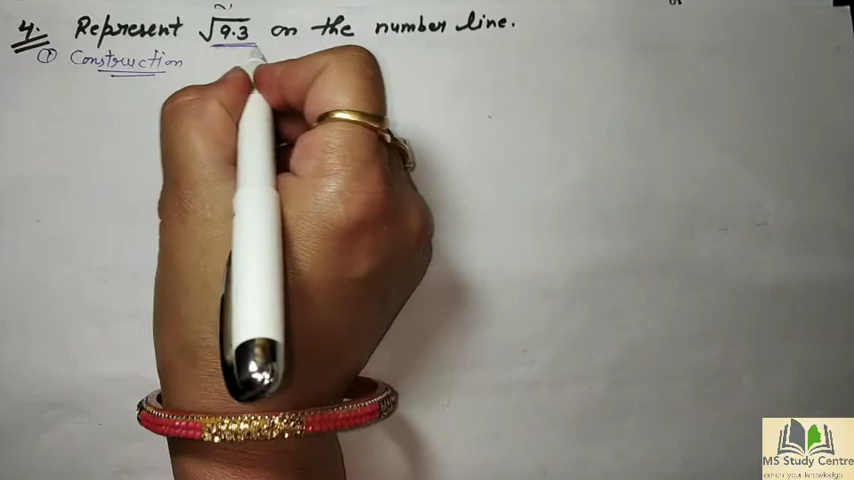 4. Represent √9.3 on the number line.
① Construction
MS Study Centre